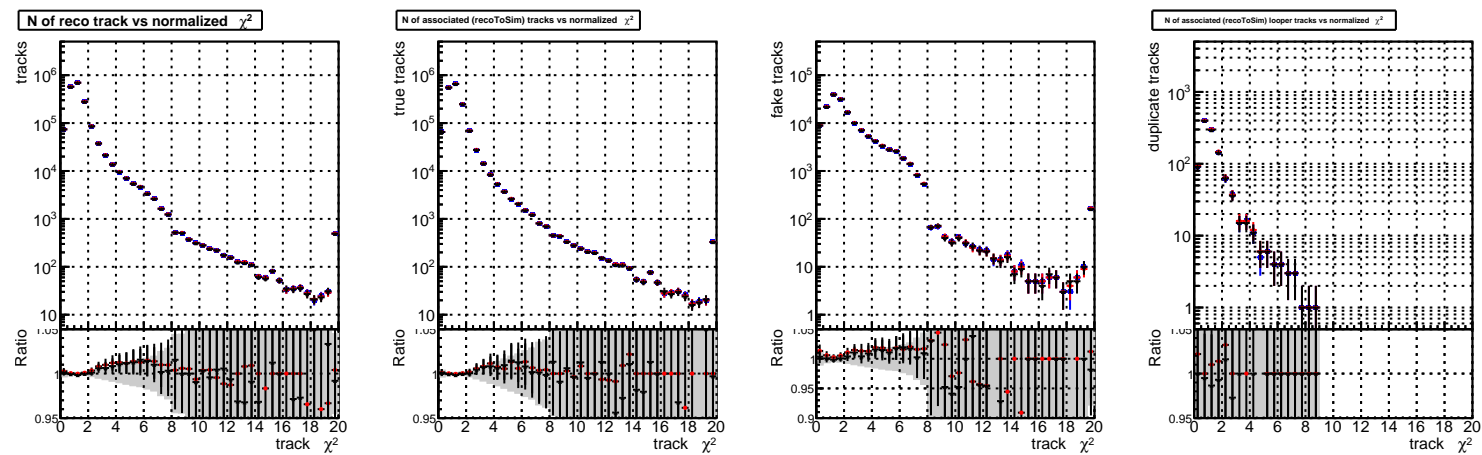 N of reco track vs normalized χ²
tracks
10⁶
10⁵
10⁴
10³
10²
10
Ratio
1.05
1
0.95
0 2 4 6 8 10 12 14 16 18 20
track χ²
N of associated (recoToSim) tracks vs normalized χ²
true tracks
10⁶
10⁵
10⁴
10³
10²
10
Ratio
1.05
1
0.95
0 2 4 6 8 10 12 14 16 18 20
track χ²
fake tracks
10⁵
10⁴
10³
10²
10
1
Ratio
1
0.95
0.9
0 2 4 6 8 10 12 14 16 18 20
track χ²
N of associated (recoToSim) looper tracks vs normalized χ²
duplicate tracks
10³
10²
10
1
Ratio
1.05
1
0.95
0 2 4 6 8 10 12 14 16 18 20
track χ²